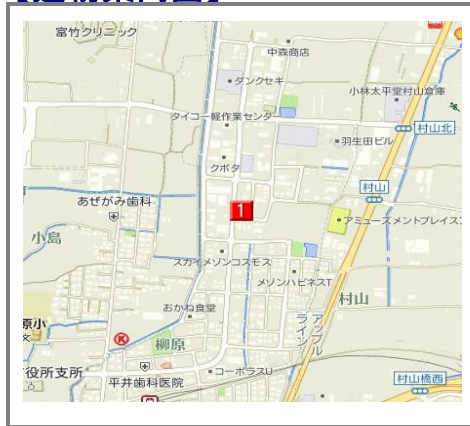 富竹クリニック
中森商店
ダンクセキ
小林太平堂村山倉庫
タイコー軽作業センター
村山北
羽生田ビル
クボタ
村山
あぜがみ歯科
1
アミューズメントプレイス
小島
スカイメゾンコスモス
メゾンハピネスT
村山
おかね食堂
アップルライン
原小
K
柳原
役所支所
平井歯科医院
コーポラスU
村山橋西